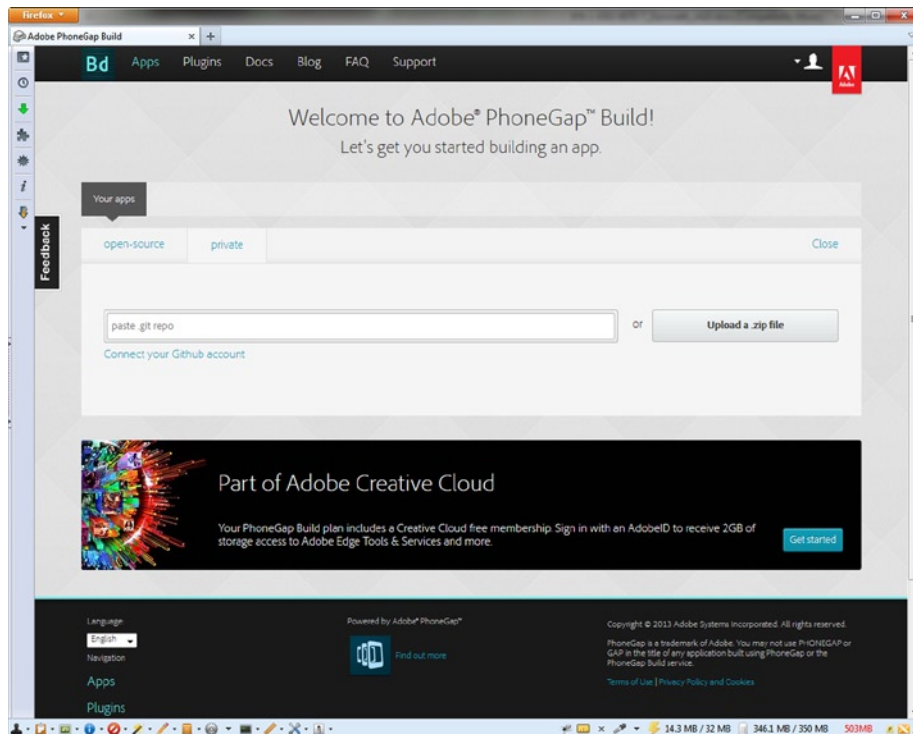 Firefox
Adobe PhoneGap Build
Bd Apps Plugins Docs Blog FAQ Support
Adobe
Welcome to Adobe® PhoneGap™ Build!
Let's get you started building an app.
Your apps
Feedback
open-source private Close
paste .git repo or Upload a .zip file
Connect your Github account
Part of Adobe Creative Cloud
Your PhoneGap Build plan includes a Creative Cloud free membership. Sign in with an AdobeID to receive 2GB of
storage access to Adobe Edge Tools & Services and more.
Get started
Language
English
Navigation
Apps
Plugins
Powered by Adobe® PhoneGap™
Find out more
Copyright © 2013 Adobe Systems Incorporated. All rights reserved.
PhoneGap is a trademark of Adobe. You may not use PHONEGAP or
GAP in the title of any application built using PhoneGap or the
PhoneGap Build service.
Terms of Use | Privacy Policy and Cookies
14.3 MB / 32 MB 346.1 MB / 350 MB 503MB